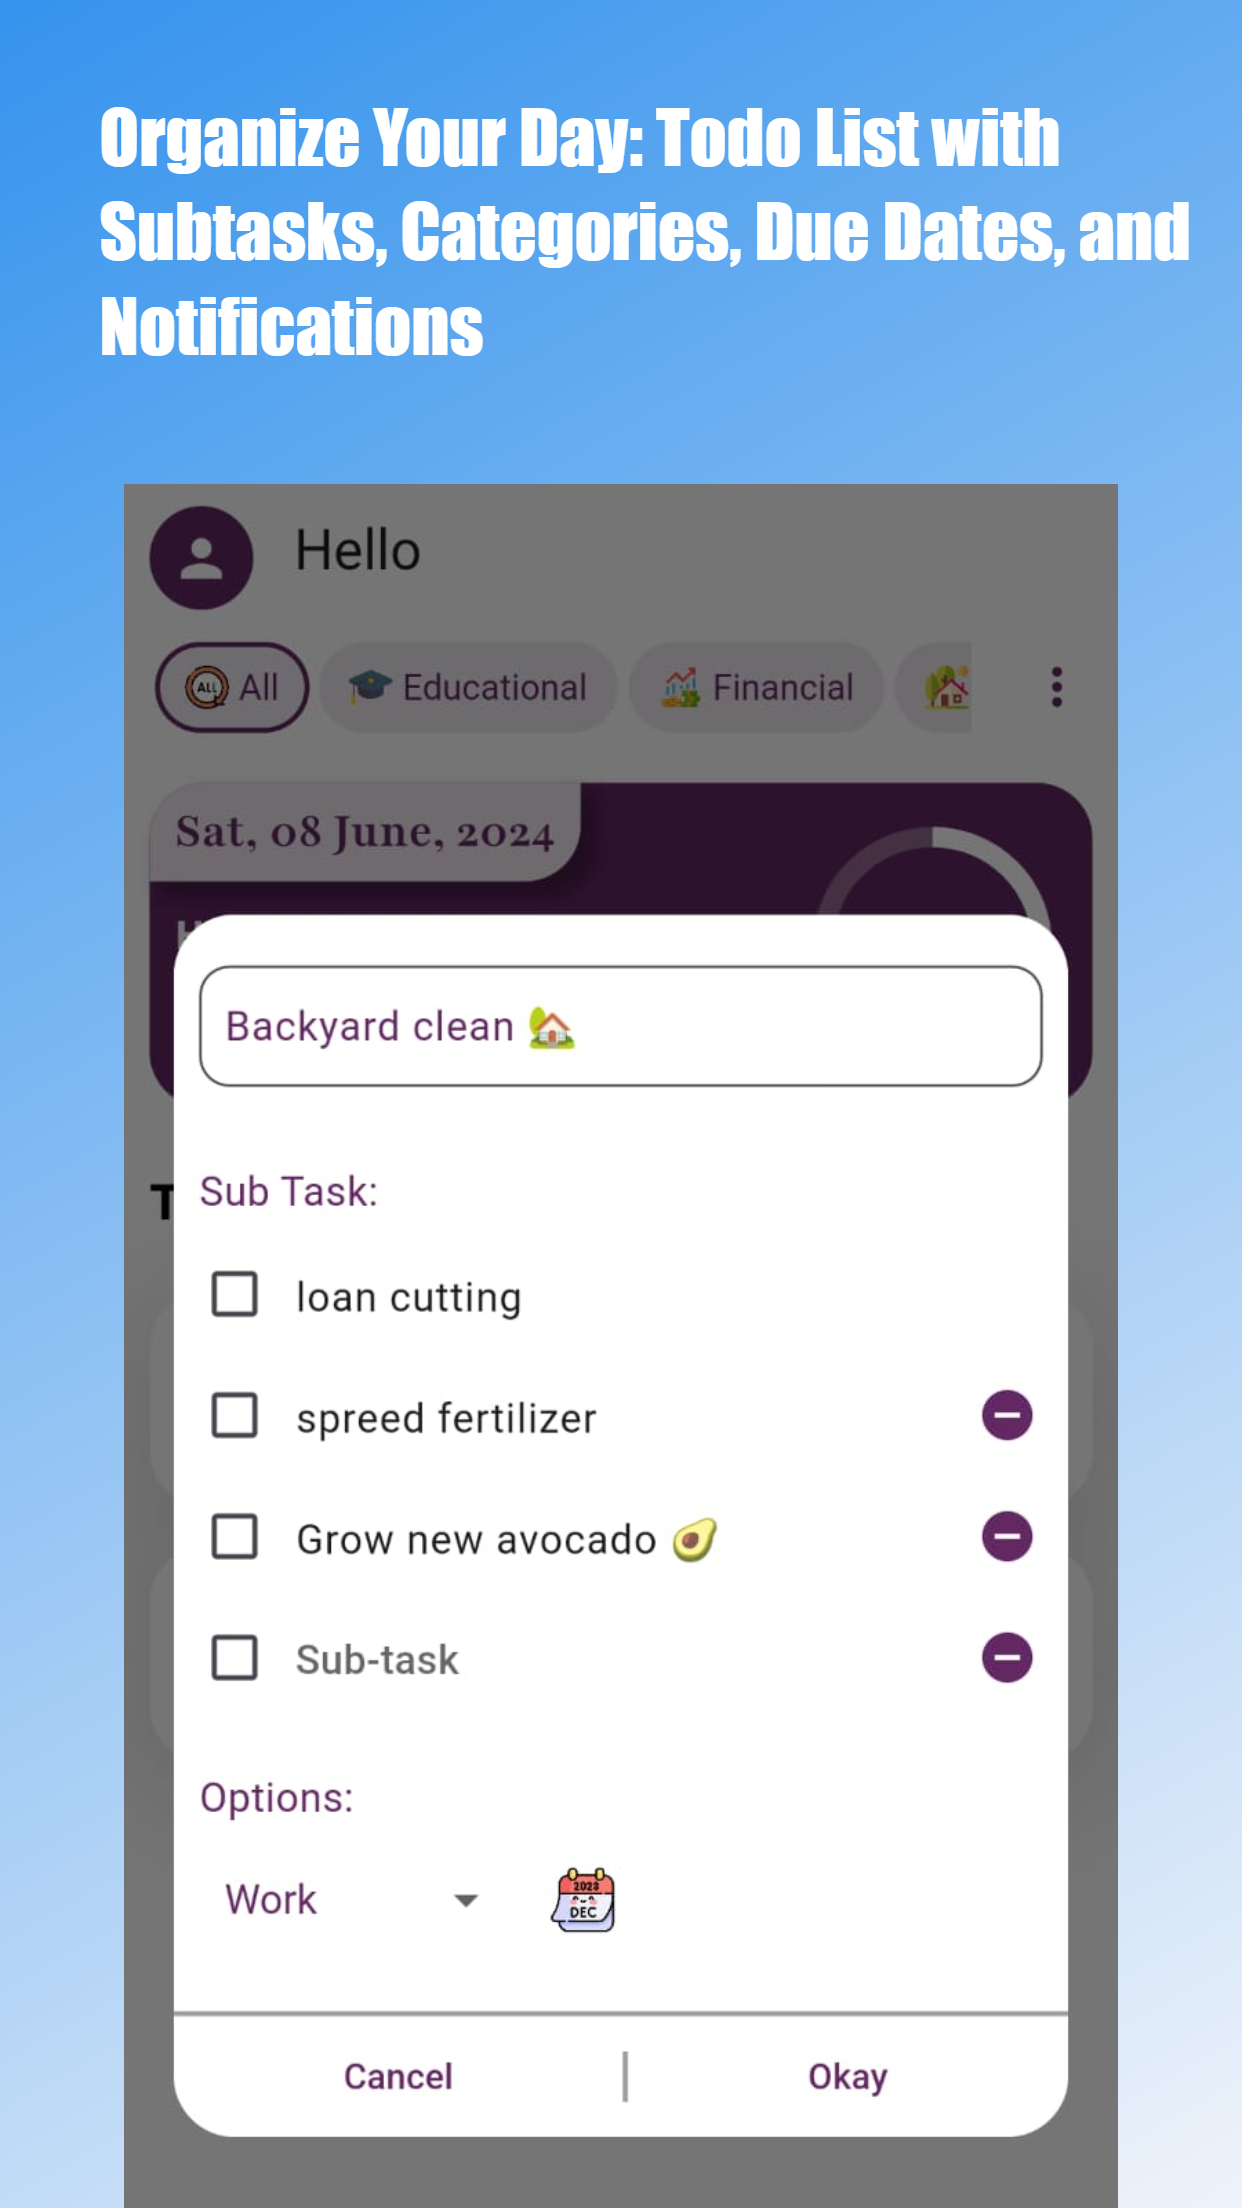 Organize Your Day: Todo List with
Subtasks, Categories, Due Dates, and
Notifications
Hello
ALL All
Educational
Financial
Sat, 08 June, 2024
Backyard clean 🏡
Sub Task:
loan cutting
spreed fertilizer
Grow new avocado 🥑
Sub-task
Options:
Work
2023
DEC
Cancel
Okay